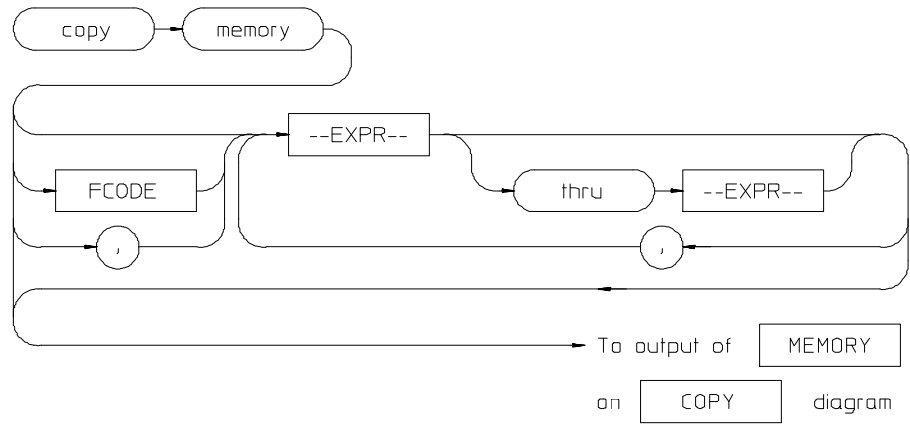 copy memory
--EXPR--
FCODE thru --EXPR--
, ,
To output of MEMORY
on COPY diagram